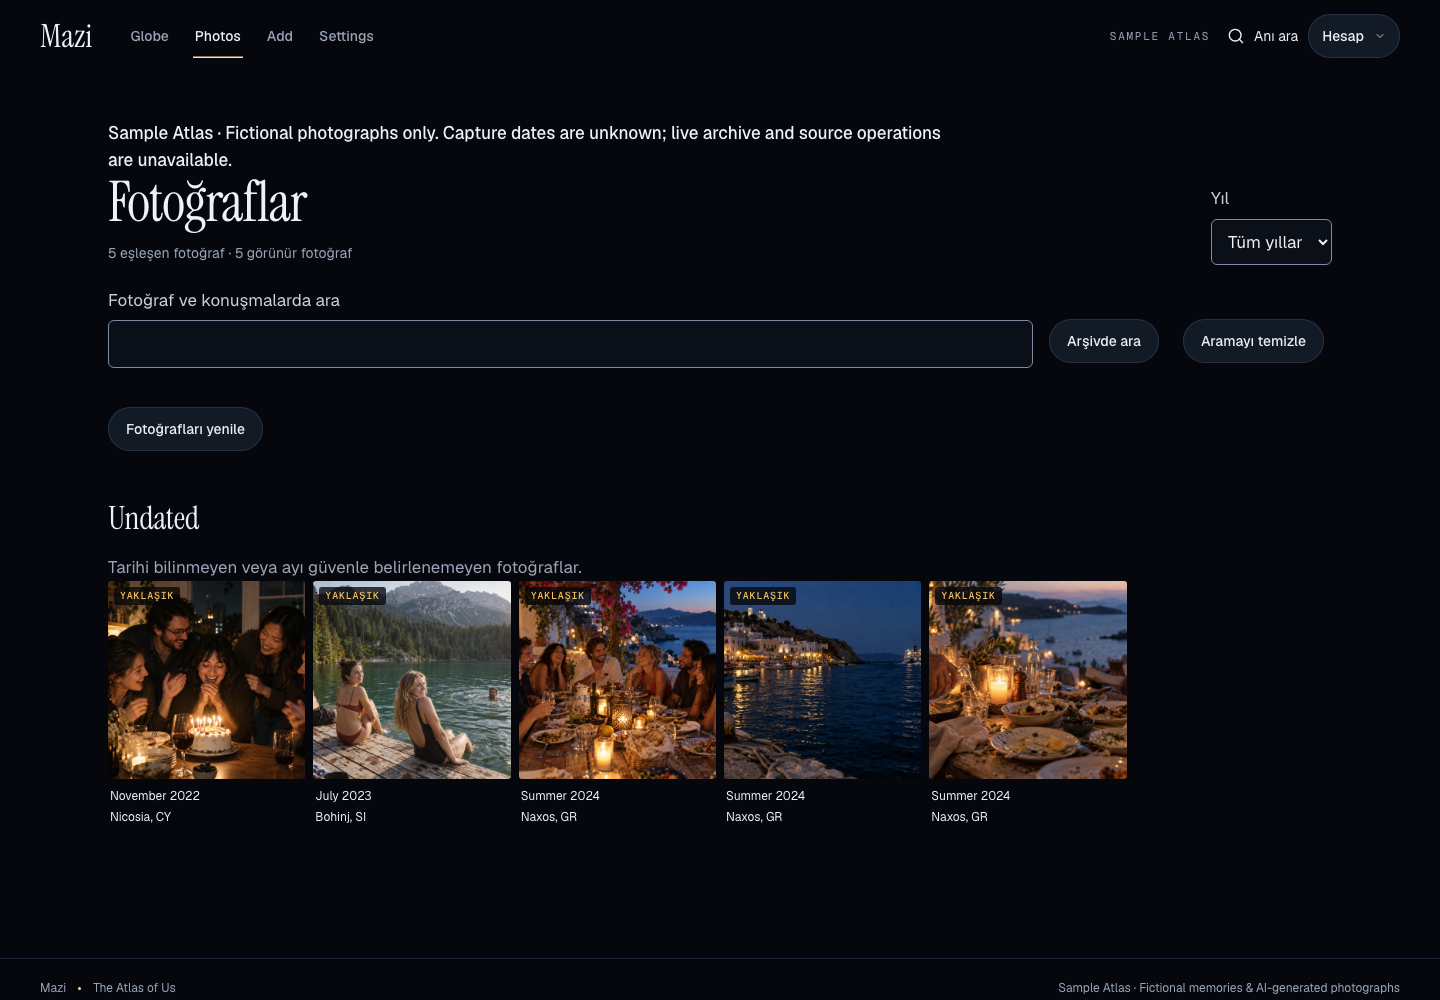 Mazi
Globe
Photos
Add
Settings
SAMPLE ATLAS
Anı ara
Hesap
Sample Atlas · Fictional photographs only. Capture dates are unknown; live archive and source operations
are unavailable.
Fotoğraflar
5 eşleşen fotoğraf · 5 görünür fotoğraf
Yıl
Tüm yıllar
Fotoğraf ve konuşmalarda ara
Arşivde ara
Aramayı temizle
Fotoğrafları yenile
Undated
Tarihi bilinmeyen veya ayı güvenle belirlenemeyen fotoğraflar.
YAKLAŞIK
YAKLAŞIK
YAKLAŞIK
YAKLAŞIK
YAKLAŞIK
November 2022
Nicosia, CY
July 2023
Bohinj, SI
Summer 2024
Naxos, GR
Summer 2024
Naxos, GR
Summer 2024
Naxos, GR
Mazi • The Atlas of Us
Sample Atlas · Fictional memories & AI-generated photographs